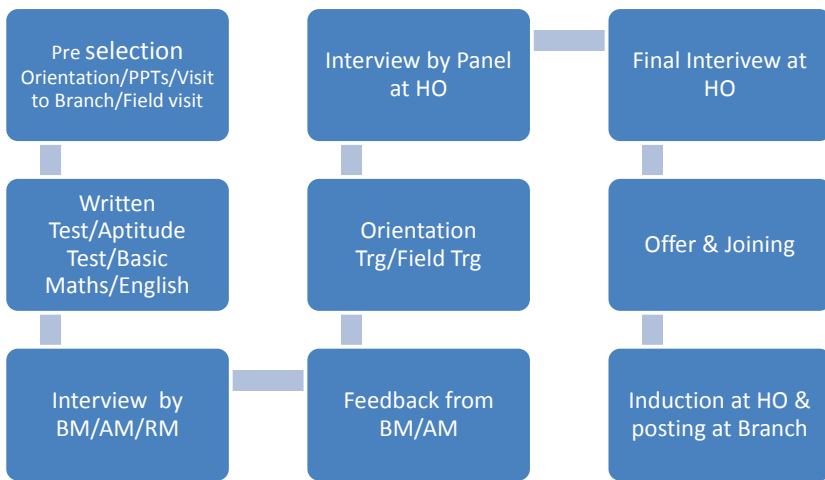 Pre selection
Orientation/PPTs/Visit
to Branch/Field visit
Written
Test/Aptitude
Test/Basic
Maths/English
Interview by
BM/AM/RM
Feedback from
BM/AM
Orientation
Trg/Field Trg
Interview by Panel
at HO
Final Interivew at
HO
Offer & Joining
Induction at HO &
posting at Branch